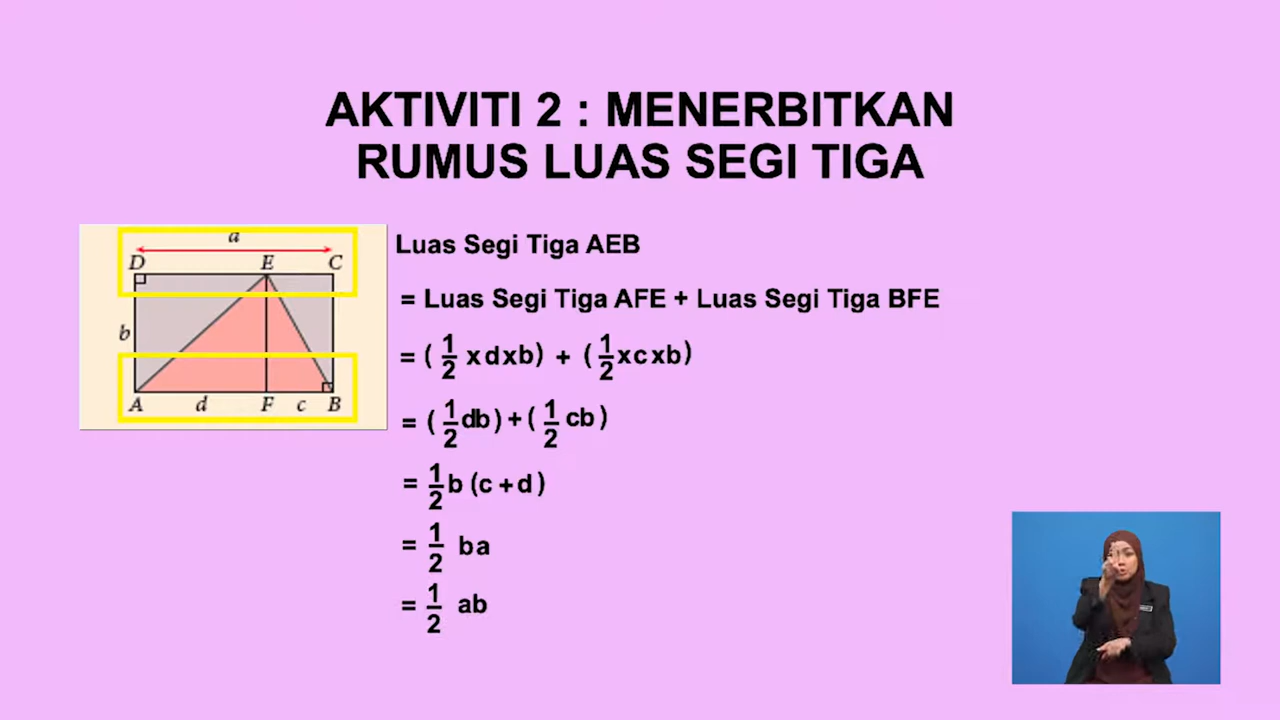 AKTIVITI 2 : MENERBITKAN
RUMUS LUAS SEGI TIGA
a
D E C
b
A d F c B
Luas Segi Tiga AEB
= Luas Segi Tiga AFE + Luas Segi Tiga BFE
= ( 1/2 x d x b ) + ( 1/2 x c x b )
= ( 1/2 db ) + ( 1/2 cb )
= 1/2 b ( c + d )
= 1/2 ba
= 1/2 ab